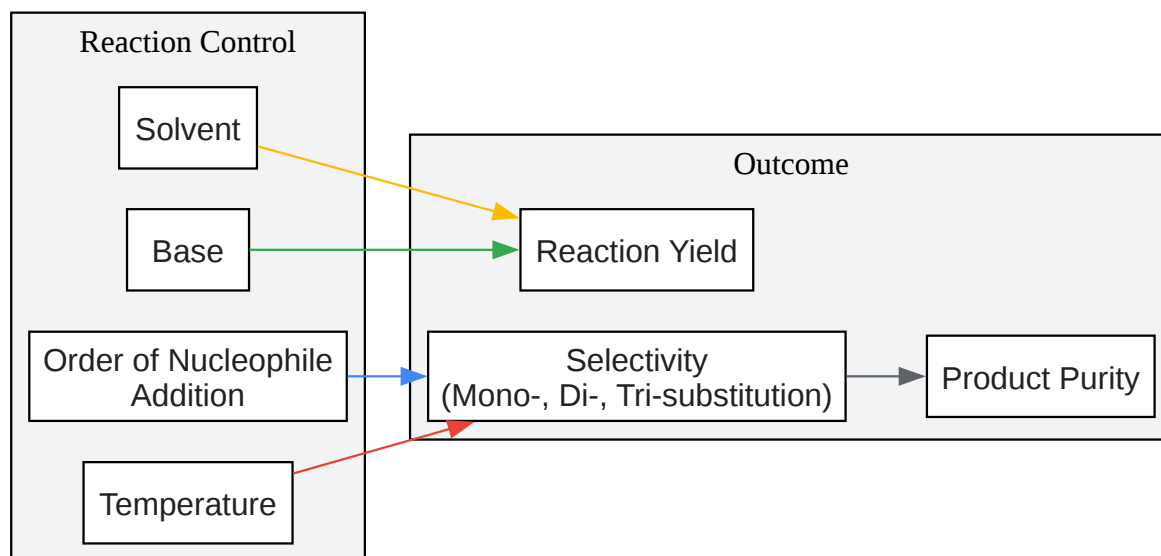 Reaction Control
Solvent
Base
Order of Nucleophile
Addition
Temperature
Outcome
Reaction Yield
Selectivity
(Mono-, Di-, Tri-substitution)
Product Purity